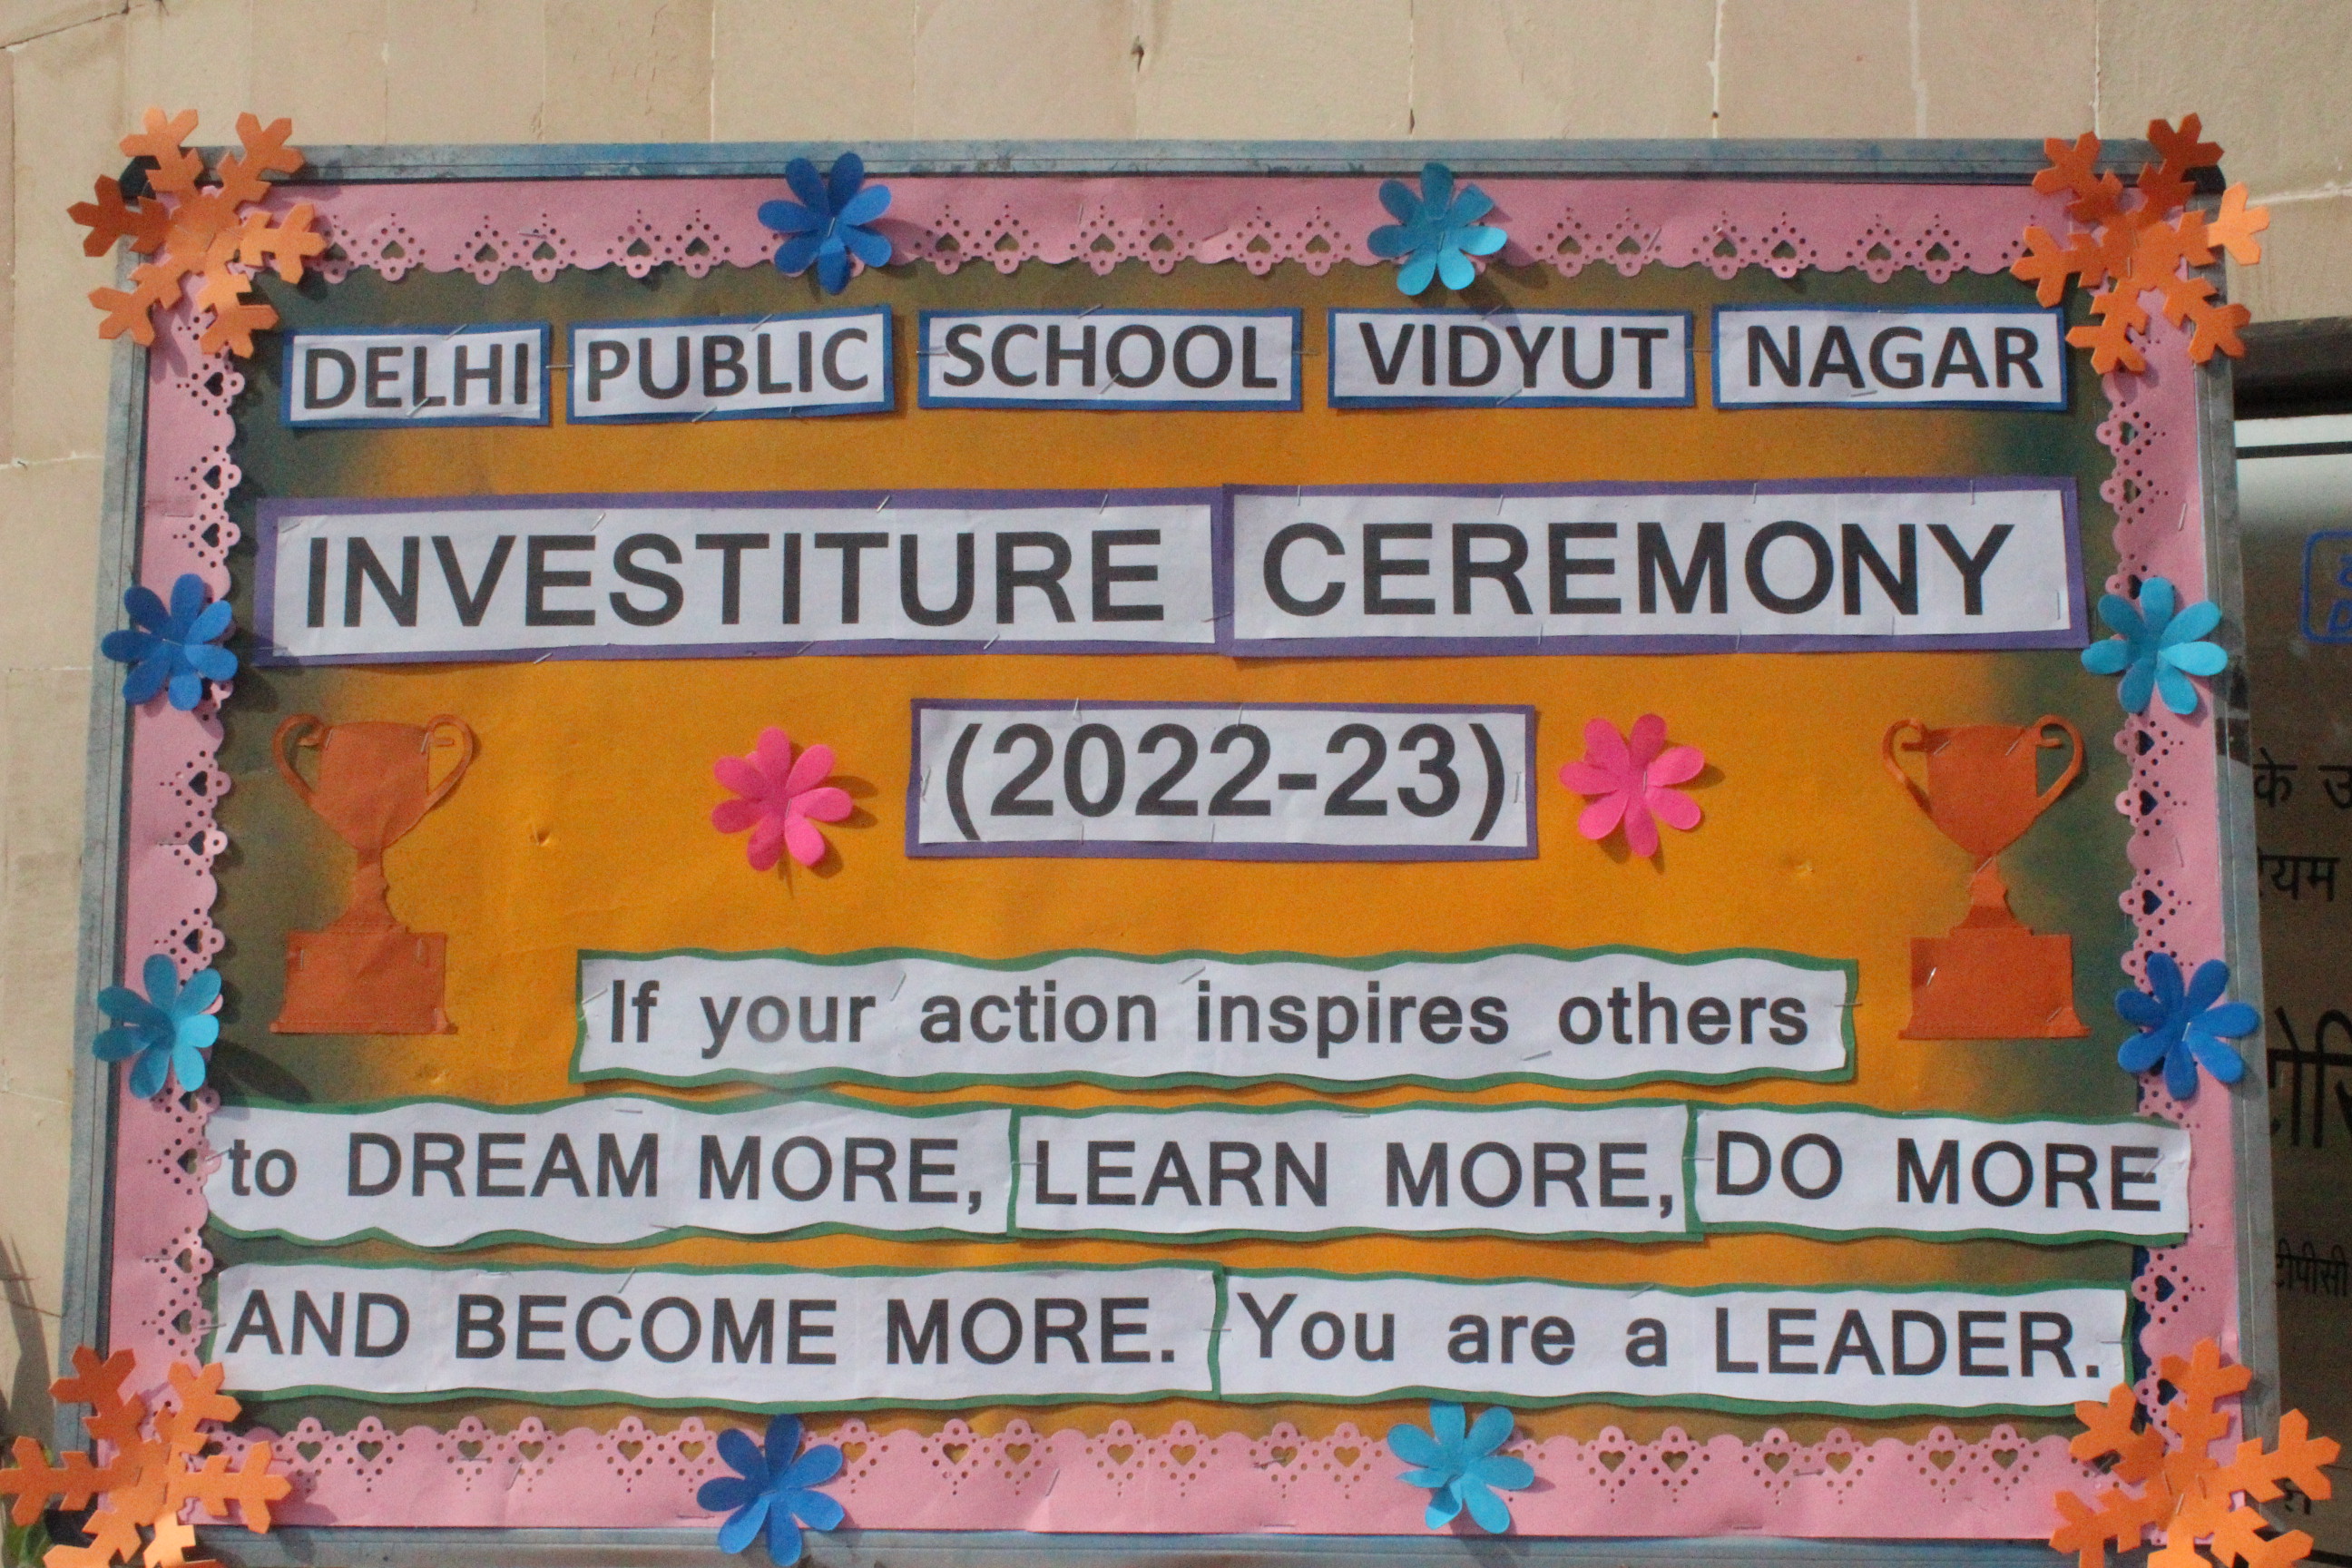 DELHI PUBLIC SCHOOL VIDYUT NAGAR
INVESTITURE CEREMONY
(2022-23)
If your action inspires others
to DREAM MORE, LEARN MORE, DO MORE
AND BECOME MORE. You are a LEADER.
के